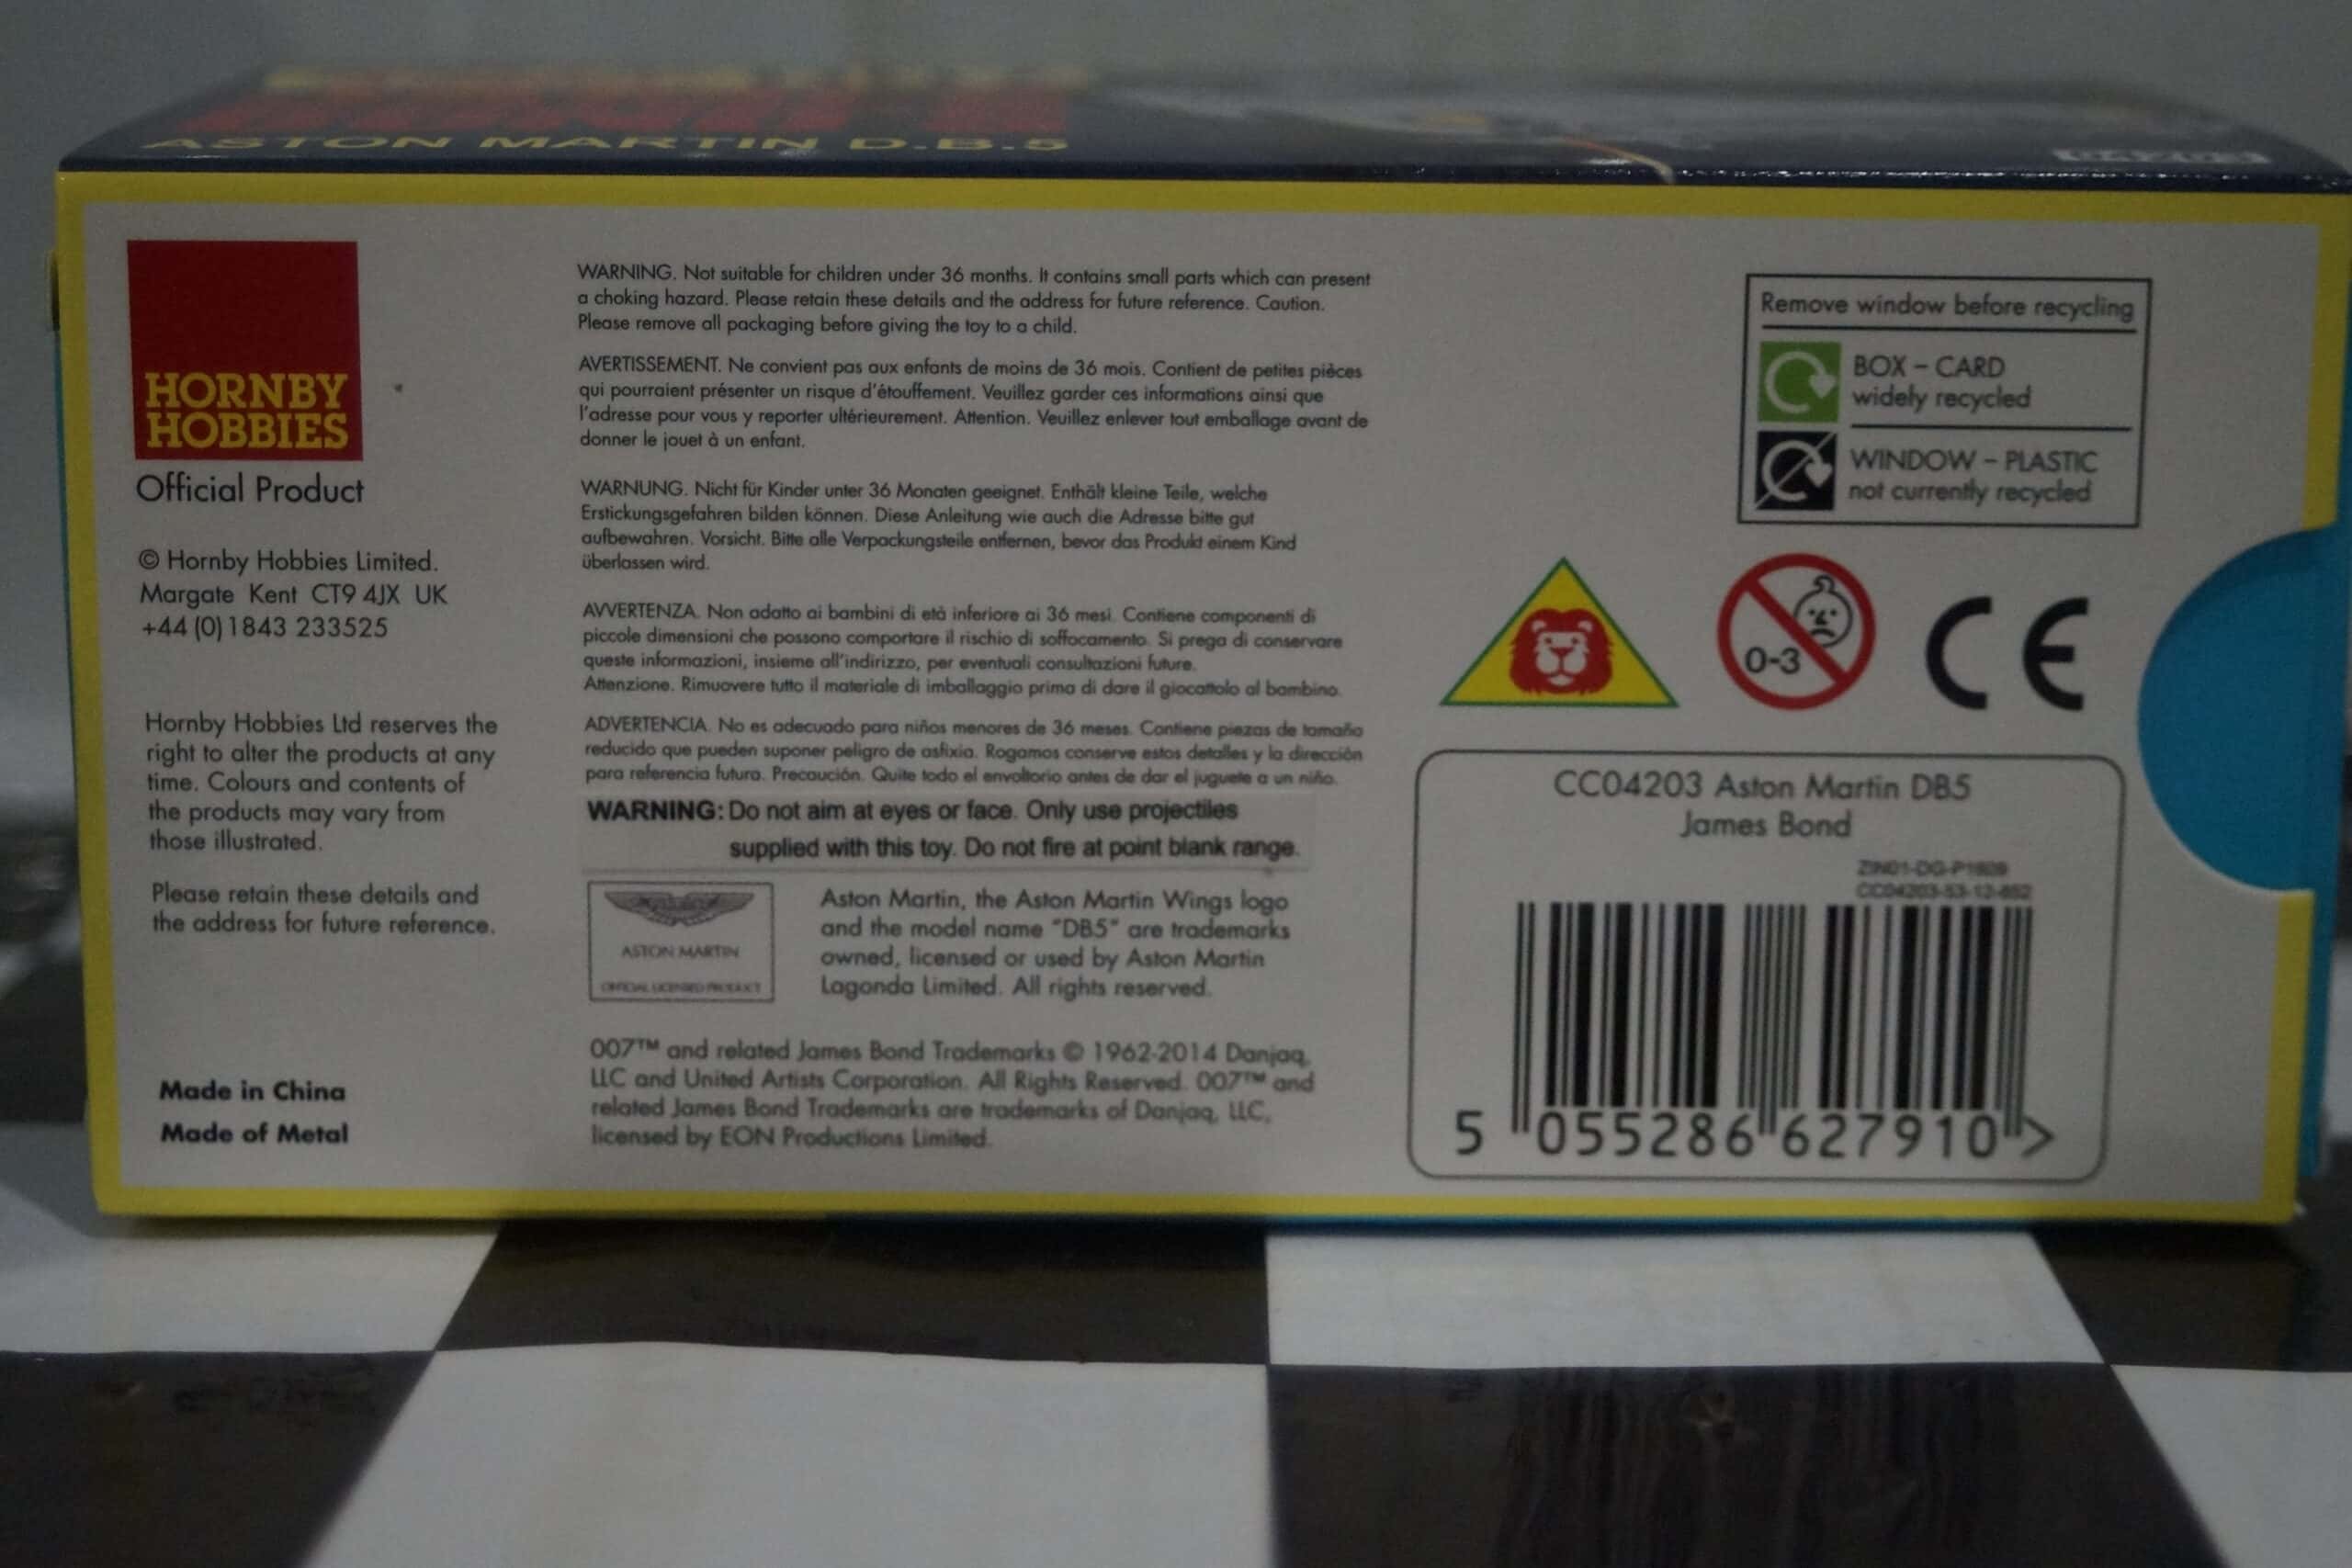 ASTON MARTIN D.B.5
HORNBY
HOBBIES
Official Product
© Hornby Hobbies Limited.
Margate Kent CT9 4JX UK
+44 (0) 1843 233525
Hornby Hobbies Ltd reserves the
right to alter the products at any
time. Colours and contents of
the products may vary from
those illustrated.
Please retain these details and
the address for future reference.
Made in China
Made of Metal
WARNING. Not suitable for children under 36 months. It contains small parts which can present
a choking hazard. Please retain these details and the address for future reference. Caution.
Please remove all packaging before giving the toy to a child.
AVERTISSEMENT. Ne convient pas aux enfants de moins de 36 mois. Contient de petites pièces
qui pourraient présenter un risque d'étouffement. Veuillez garder ces informations ainsi que
l'adresse pour vous y reporter ultérieurement. Attention. Veuillez enlever tout emballage avant de
donner le jouet à un enfant.
WARNUNG. Nicht für Kinder unter 36 Monaten geeignet. Enthält kleine Teile, welche
Erstickungsgefahren bilden können. Diese Anleitung wie auch die Adresse bitte gut
aufbewahren. Vorsicht. Bitte alle Verpackungsteile entfernen, bevor das Produkt einem Kind
überlassen wird.
AVVERTENZA. Non adatto ai bambini di età inferiore ai 36 mesi. Contiene componenti di
piccole dimensioni che possono comportare il rischio di soffocamento. Si prega di conservare
queste informazioni, insieme all'indirizzo, per eventuali consultazioni future.
Attenzione. Rimuovere tutto il materiale di imballaggio prima di dare il giocattolo al bambino.
ADVERTENCIA. No es adecuado para niños menores de 36 meses. Contiene piezas de tamaño
reducido que pueden suponer peligro de asfixia. Rogamos conserve estos detalles y la dirección
para referencia futura. Precaución. Quite todo el envoltorio antes de dar el juguete a un niño.
WARNING: Do not aim at eyes or face. Only use projectiles
supplied with this toy. Do not fire at point blank range.
ASTON MARTIN
OFFICIAL LICENSED PRODUCT
Aston Martin, the Aston Martin Wings logo
and the model name "DB5" are trademarks
owned, licensed or used by Aston Martin
Lagonda Limited. All rights reserved.
007™ and related James Bond Trademarks © 1962-2014 Danjaq,
LLC and United Artists Corporation. All Rights Reserved. 007™ and
related James Bond Trademarks are trademarks of Danjaq, LLC,
licensed by EON Productions Limited.
Remove window before recycling
BOX – CARD
widely recycled
WINDOW – PLASTIC
not currently recycled
0-3
CE
CC04203 Aston Martin DB5
James Bond
5 055286 627910 >